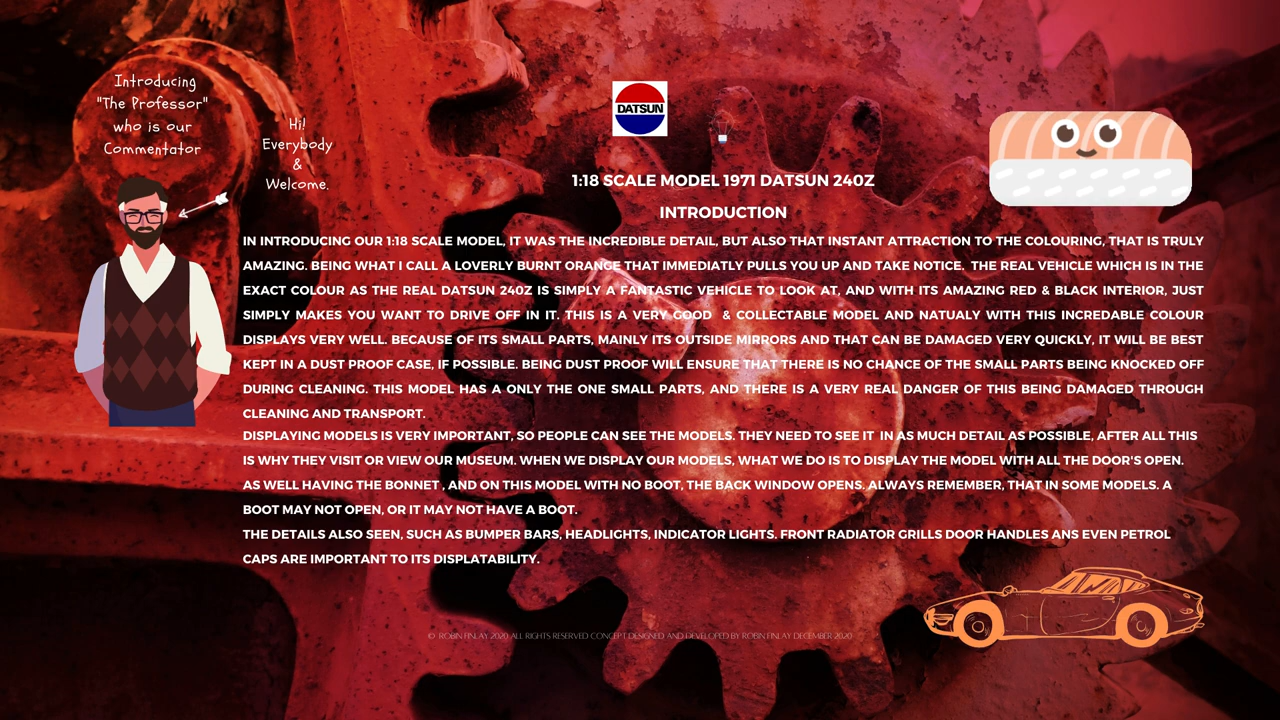 Introducing
"The Professor"
who is our
Commentator
Hi!
Everybody
&
Welcome.
DATSUN
1:18 SCALE MODEL 1971 DATSUN 240Z
INTRODUCTION
IN INTRODUCING OUR 1:18 SCALE MODEL, IT WAS THE INCREDIBLE DETAIL, BUT ALSO THAT INSTANT ATTRACTION TO THE COLOURING, THAT IS TRULY
AMAZING. BEING WHAT I CALL A LOVERLY BURNT ORANGE THAT IMMEDIATLY PULLS YOU UP AND TAKE NOTICE. THE REAL VEHICLE WHICH IS IN THE
EXACT COLOUR AS THE REAL DATSUN 240Z IS SIMPLY A FANTASTIC VEHICLE TO LOOK AT, AND WITH ITS AMAZING RED & BLACK INTERIOR, JUST
SIMPLY MAKES YOU WANT TO DRIVE OFF IN IT. THIS IS A VERY GOOD & COLLECTABLE MODEL AND NATUALY WITH THIS INCREDABLE COLOUR
DISPLAYS VERY WELL. BECAUSE OF ITS SMALL PARTS, MAINLY ITS OUTSIDE MIRRORS AND THAT CAN BE DAMAGED VERY QUICKLY, IT WILL BE BEST
KEPT IN A DUST PROOF CASE, IF POSSIBLE. BEING DUST PROOF WILL ENSURE THAT THERE IS NO CHANCE OF THE SMALL PARTS BEING KNOCKED OFF
DURING CLEANING. THIS MODEL HAS A ONLY THE ONE SMALL PARTS, AND THERE IS A VERY REAL DANGER OF THIS BEING DAMAGED THROUGH
CLEANING AND TRANSPORT.
DISPLAYING MODELS IS VERY IMPORTANT, SO PEOPLE CAN SEE THE MODELS. THEY NEED TO SEE IT IN AS MUCH DETAIL AS POSSIBLE, AFTER ALL THIS
IS WHY THEY VISIT OR VIEW OUR MUSEUM. WHEN WE DISPLAY OUR MODELS, WHAT WE DO IS TO DISPLAY THE MODEL WITH ALL THE DOOR'S OPEN.
AS WELL HAVING THE BONNET , AND ON THIS MODEL WITH NO BOOT, THE BACK WINDOW OPENS. ALWAYS REMEMBER, THAT IN SOME MODELS. A
BOOT MAY NOT OPEN, OR IT MAY NOT HAVE A BOOT.
THE DETAILS ALSO SEEN, SUCH AS BUMPER BARS, HEADLIGHTS, INDICATOR LIGHTS. FRONT RADIATOR GRILLS DOOR HANDLES ANS EVEN PETROL
CAPS ARE IMPORTANT TO ITS DISPLATABILITY.
© ROBIN FINLAY 2020 ALL RIGHTS RESERVED CONCEPT DESIGNED AND DEVELOPED BY ROBIN FINLAY DECEMBER 2020